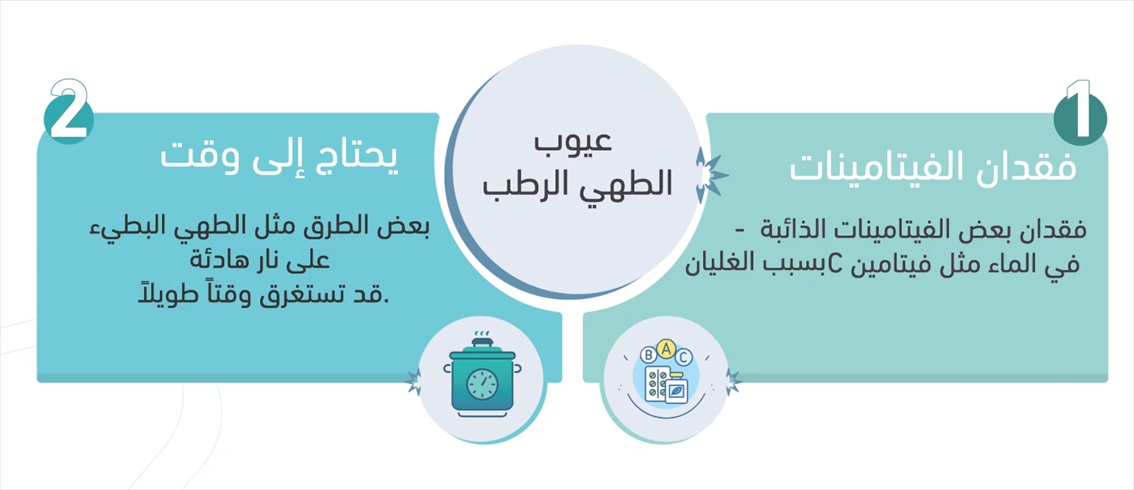 عيوب
الطهي الرطب
1
فقدان الفيتامينات
فقدان بعض الفيتامينات الذائبة -
في الماء مثل فيتامين Cبسبب الغليان
2
يحتاج إلى وقت
بعض الطرق مثل الطهي البطيء
على نار هادئة
.قد تستغرق وقتاً طويلاً
B A C